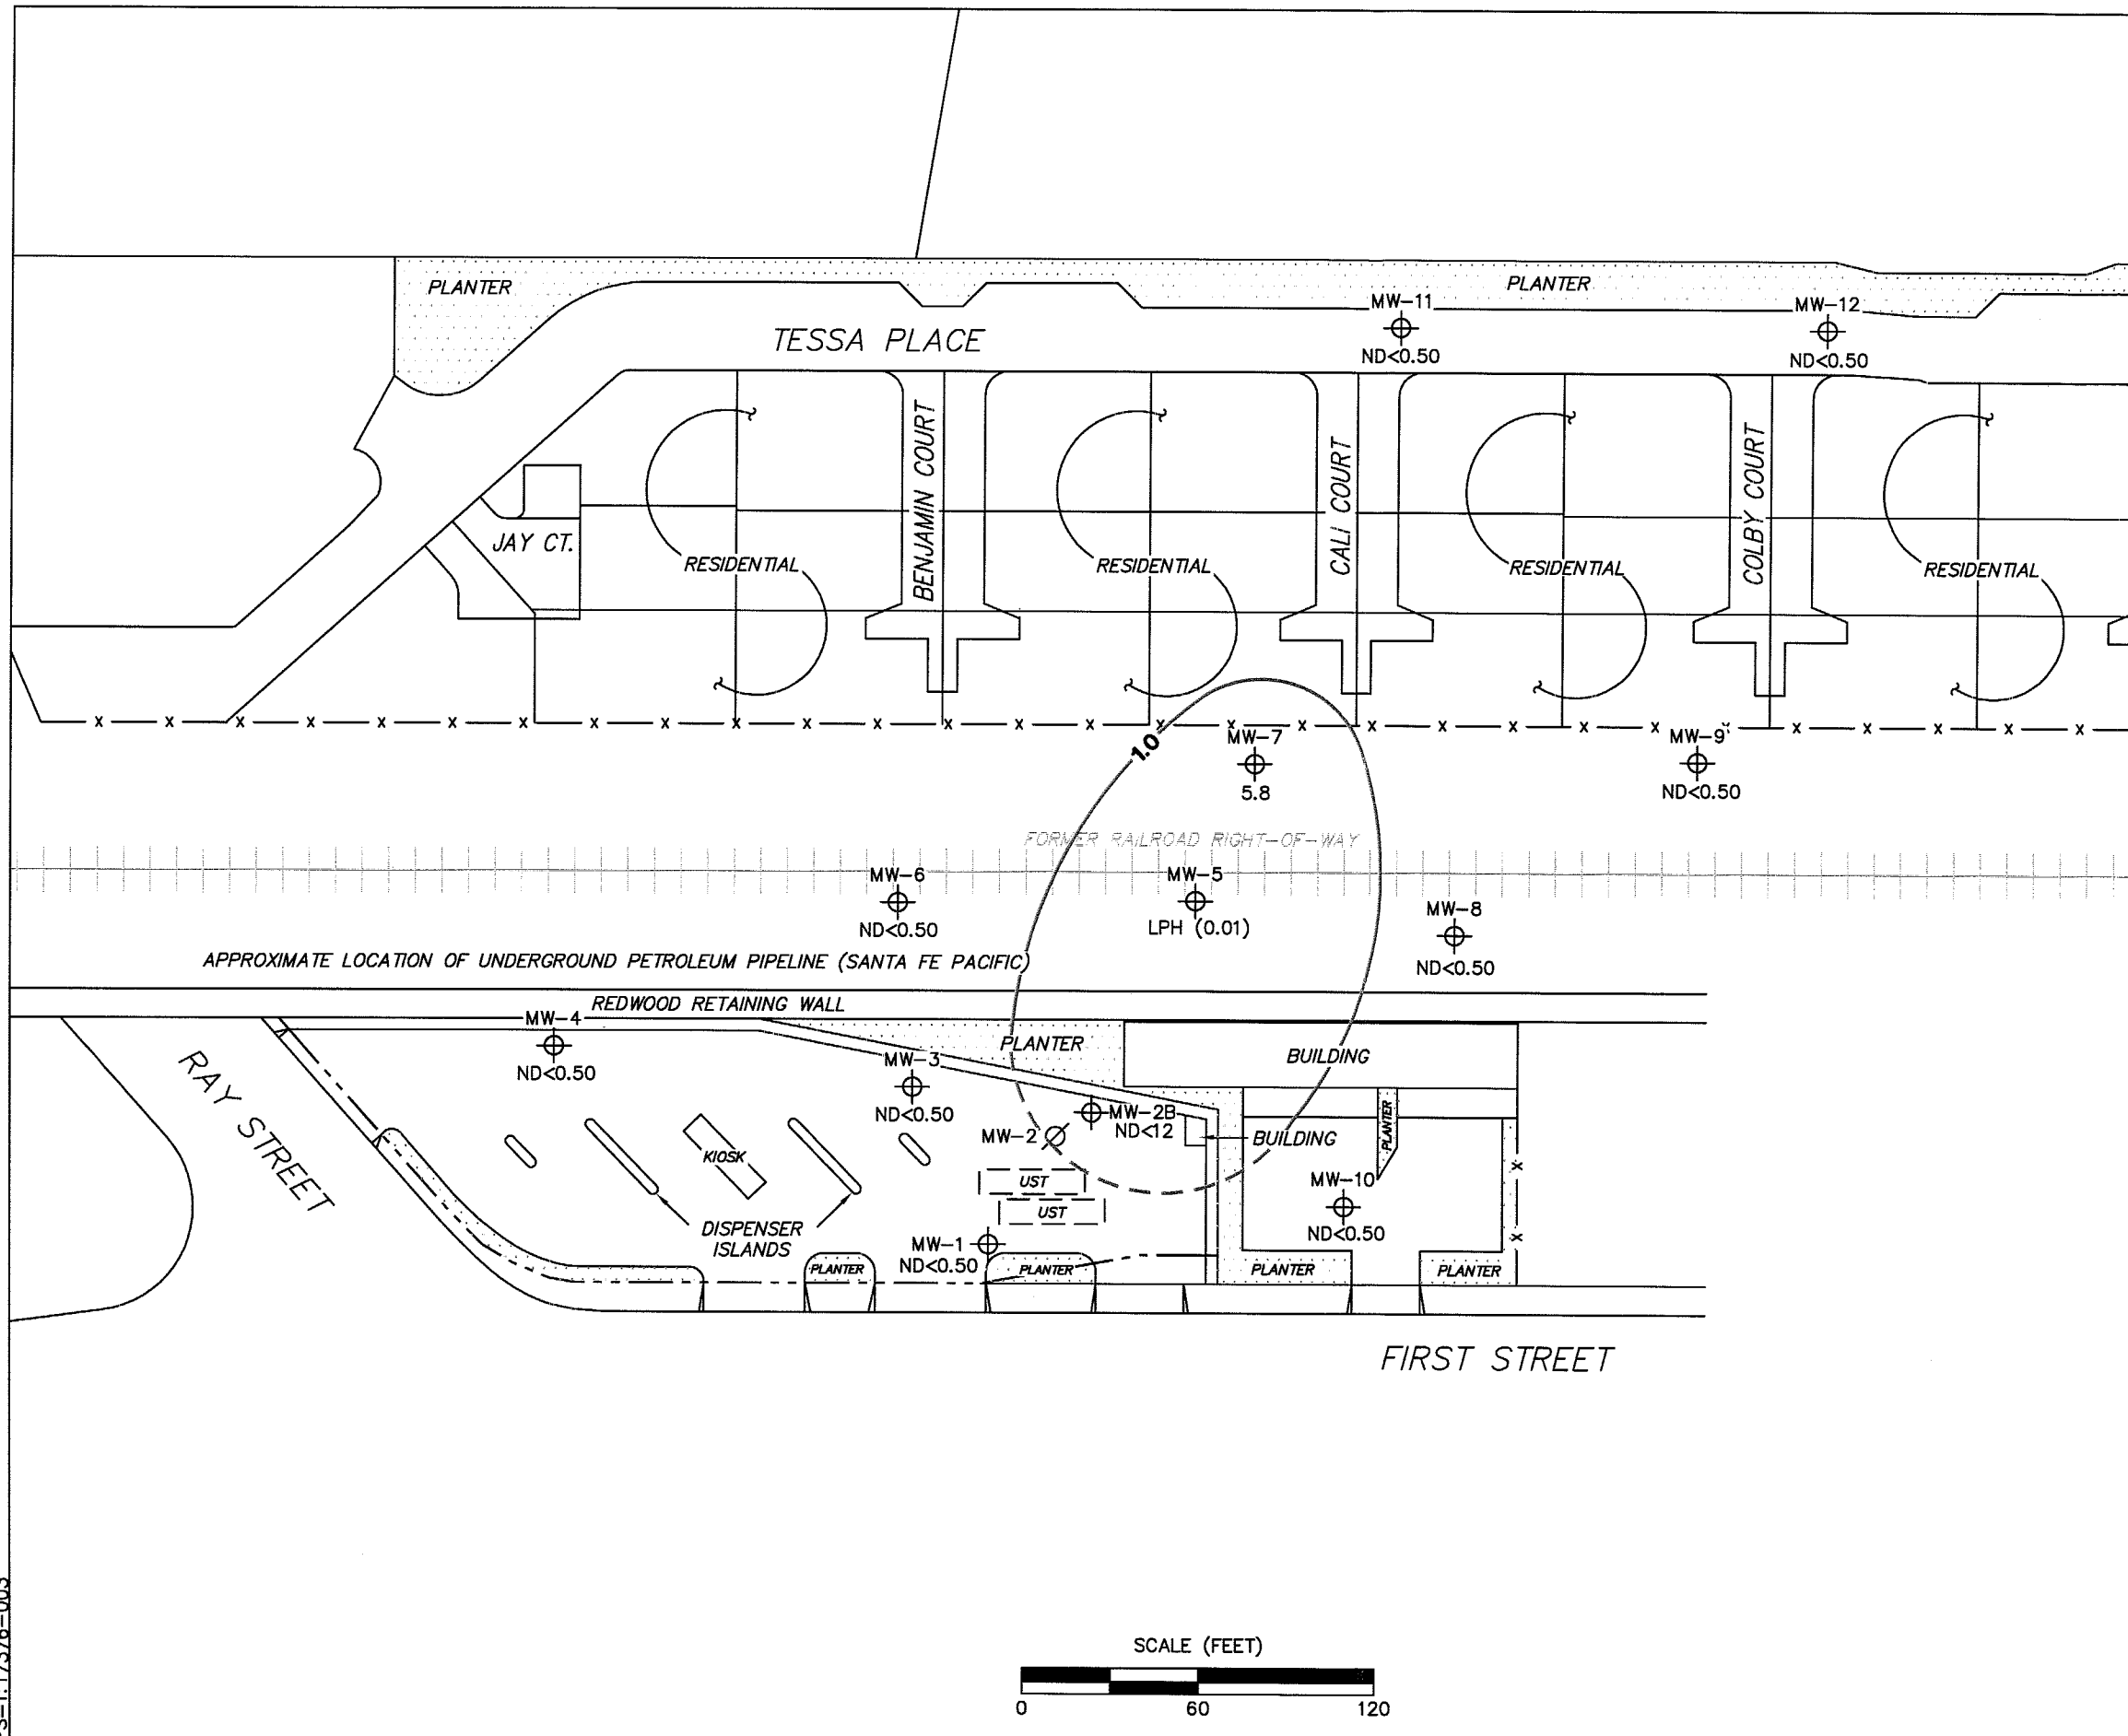 PLANTER
PLANTER
MW-11
ND<0.50
MW-12
ND<0.50
TESSA PLACE
JAY CT.
BENJAMIN COURT
CALI COURT
COLBY COURT
RESIDENTIAL
RESIDENTIAL
RESIDENTIAL
RESIDENTIAL
1.0
MW-7
5.8
MW-9
ND<0.50
FORMER RAILROAD RIGHT-OF-WAY
MW-6
ND<0.50
MW-5
LPH (0.01)
MW-8
ND<0.50
APPROXIMATE LOCATION OF UNDERGROUND PETROLEUM PIPELINE (SANTA FE PACIFIC)
REDWOOD RETAINING WALL
MW-4
ND<0.50
RAY STREET
MW-3
ND<0.50
PLANTER
BUILDING
MW-2B
ND<12
MW-2
BUILDING
PLANTER
KIOSK
UST
UST
MW-10
ND<0.50
DISPENSER
ISLANDS
MW-1
ND<0.50
PLANTER
PLANTER
PLANTER
PLANTER
FIRST STREET
SCALE (FEET)
0 60 120